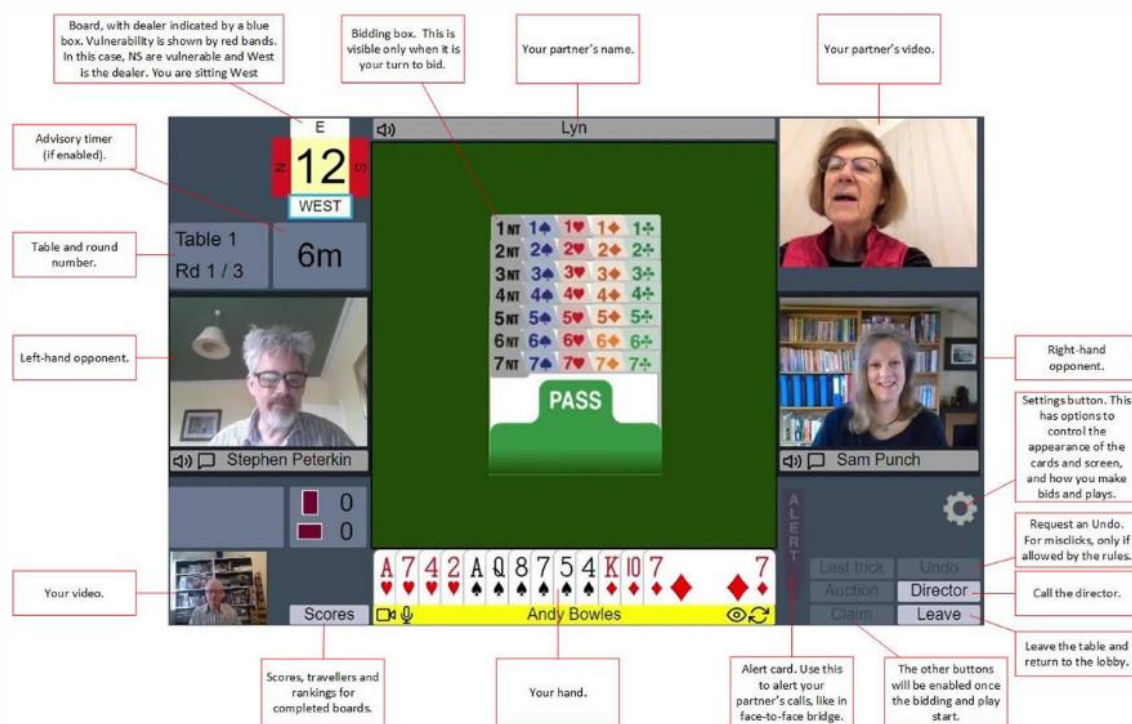 Board, with dealer indicated by a blue
box. Vulnerability is shown by red bands.
In this case, NS are vulnerable and West
is the dealer. You are sitting West
Bidding box. This is
visible only when it is
your turn to bid.
Your partner's name.
Your partner's video.
Advisory timer
(if enabled).
E
N
12
S
WEST
Lyn
Table and round
number.
Table 1
Rd 1 / 3
6m
1NT 1♠ 1♥ 1♦ 1♣
2NT 2♠ 2♥ 2♦ 2♣
3NT 3♠ 3♥ 3♦ 3♣
4NT 4♠ 4♥ 4♦ 4♣
5NT 5♠ 5♥ 5♦ 5♣
6NT 6♠ 6♥ 6♦ 6♣
7NT 7♠ 7♥ 7♦ 7♣
PASS
Left-hand opponent.
Right-hand
opponent.
Stephen Peterkin
Sam Punch
Settings button. This
has options to
control the
appearance of the
cards and screen,
and how you make
bids and plays.
0
0
ALERT
Request an Undo.
For misclicks, only if
allowed by the rules.
A♥ 7♥ 4♥ 2♥ A♠ Q♠ 8♠ 7♠ 5♠ 4♠ K♦ 10♦ 7♦ 7♦
Last trick Undo
Auction Director
Claim Leave
Call the director.
Your video.
Scores
Andy Bowles
Leave the table and
return to the lobby.
Scores, travellers and
rankings for
completed boards.
Your hand.
Alert card. Use this
to alert your
partner's calls, like in
face-to-face bridge.
The other buttons
will be enabled once
the bidding and play
start.